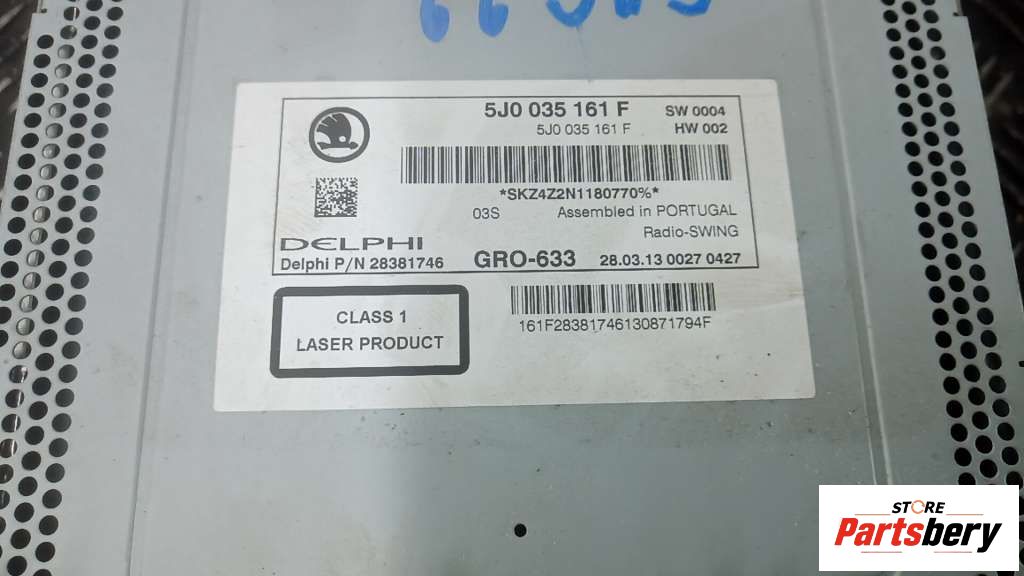 5J0 035 161 F SW 0004
5J0 035 161 F HW 002
*SKZ4Z2N1180770%*
03S Assembled in PORTUGAL
Radio-SWING
DELPHI
Delphi P/N 28381746 GRO-633 28.03.13 0027 0427
CLASS 1
LASER PRODUCT
161F28381746130871794F
STORE
Partsbery